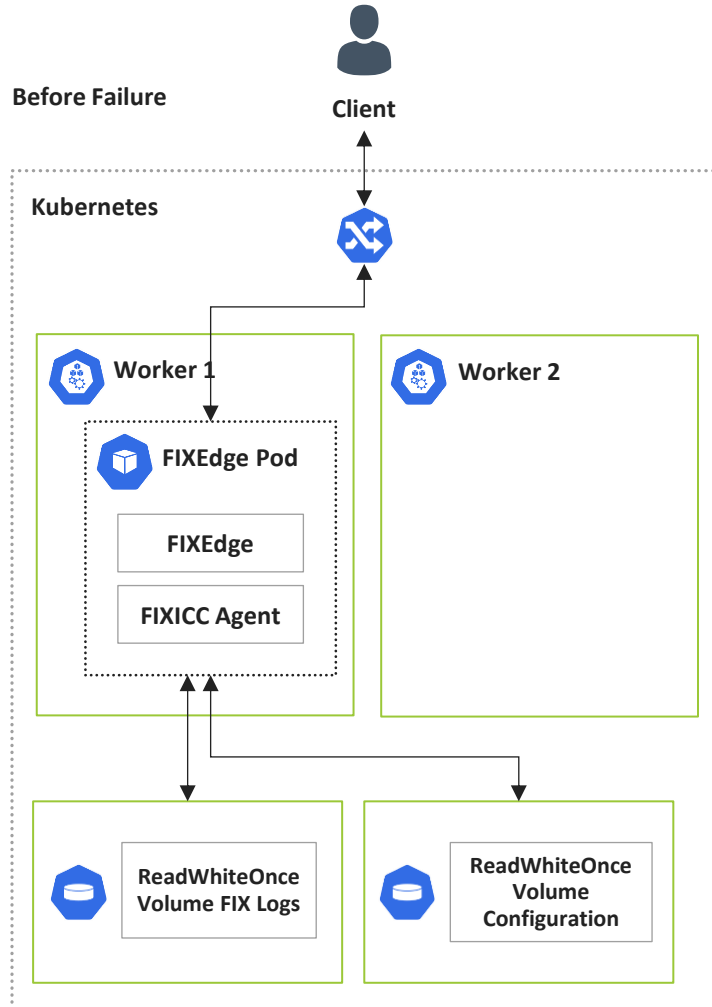 Before Failure
Client
Kubernetes
Worker 1
Worker 2
FIXEdge Pod
FIXEdge
FIXICC Agent
ReadWhiteOnce
Volume FIX Logs
ReadWhiteOnce
Volume
Configuration